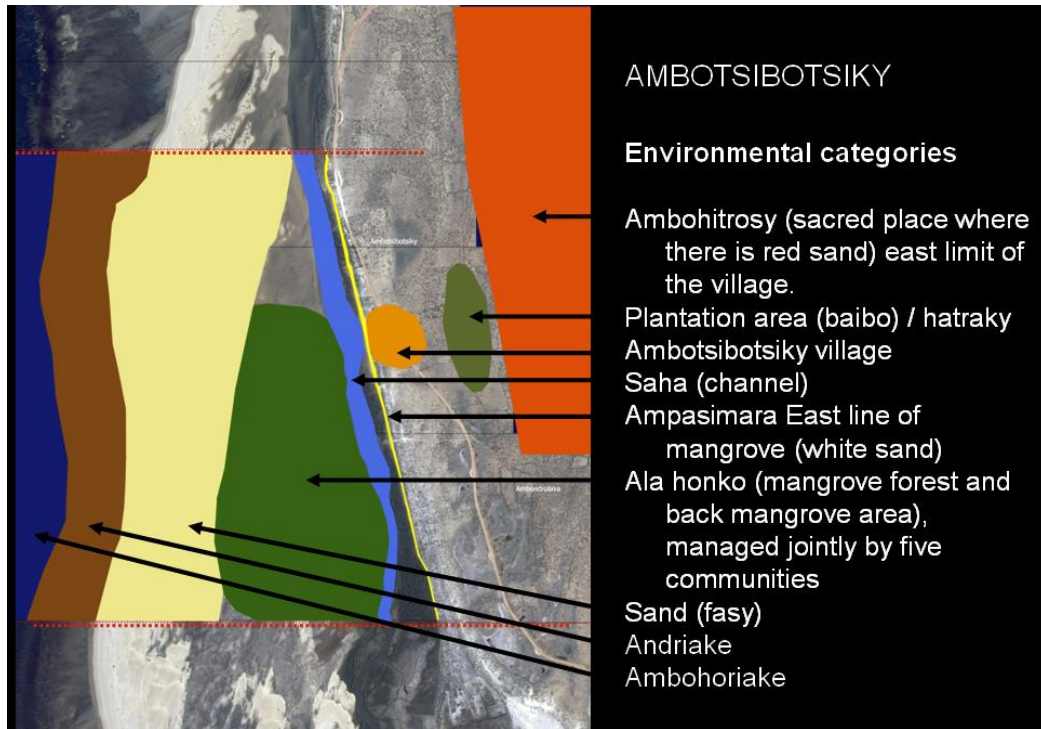 AMBOTSIBOTSIKY
Environmental categories
Ambohitrosy (sacred place where
there is red sand) east limit of
the village.
Plantation area (baibo) / hatraky
Ambotsibotsiky village
Saha (channel)
Ampasimara East line of
mangrove (white sand)
Ala honko (mangrove forest and
back mangrove area),
managed jointly by five
communities
Sand (fasy)
Andriake
Ambohoriake
Ambotsibotsiky